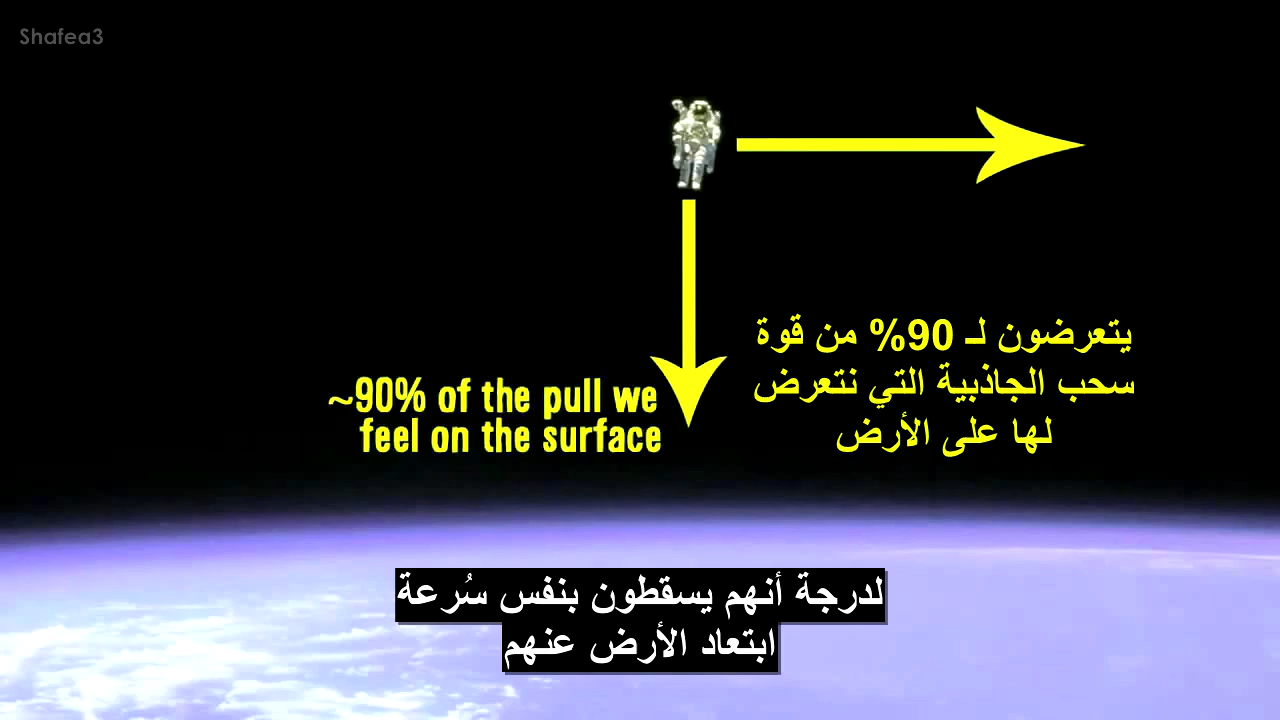 Shafea3
~90% of the pull we
feel on the surface
يتعرضون لـ 90% من قوة
سحب الجاذبية التي نتعرض
لها على الأرض
لدرجة أنهم يسقطون بنفس سُرعة
ابتعاد الأرض عنهم